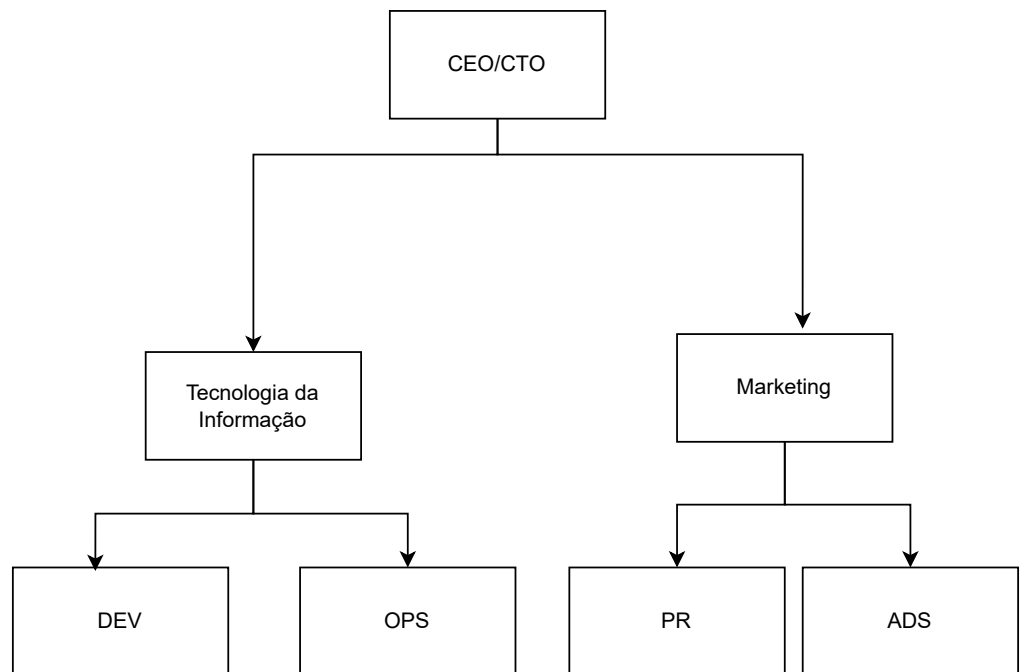 CEO/CTO
Tecnologia da
Informação
Marketing
DEV
OPS
PR
ADS